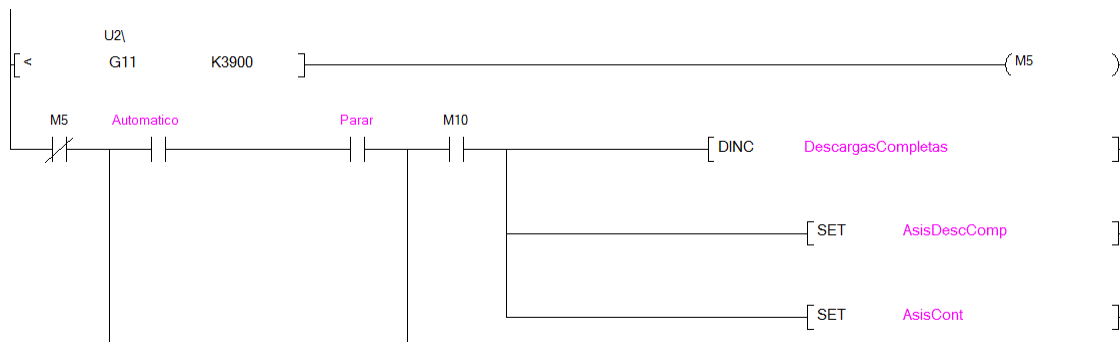 U2\
< G11 K3900 M5
M5 Automatico Parar M10
DINC DescargasCompletas
SET AsisDescComp
SET AsisCont